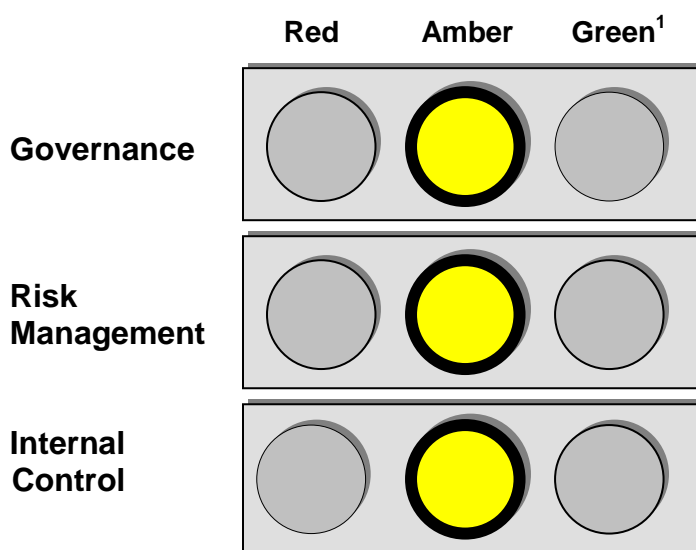 Red Amber Green¹
Governance
Risk
Management
Internal
Control